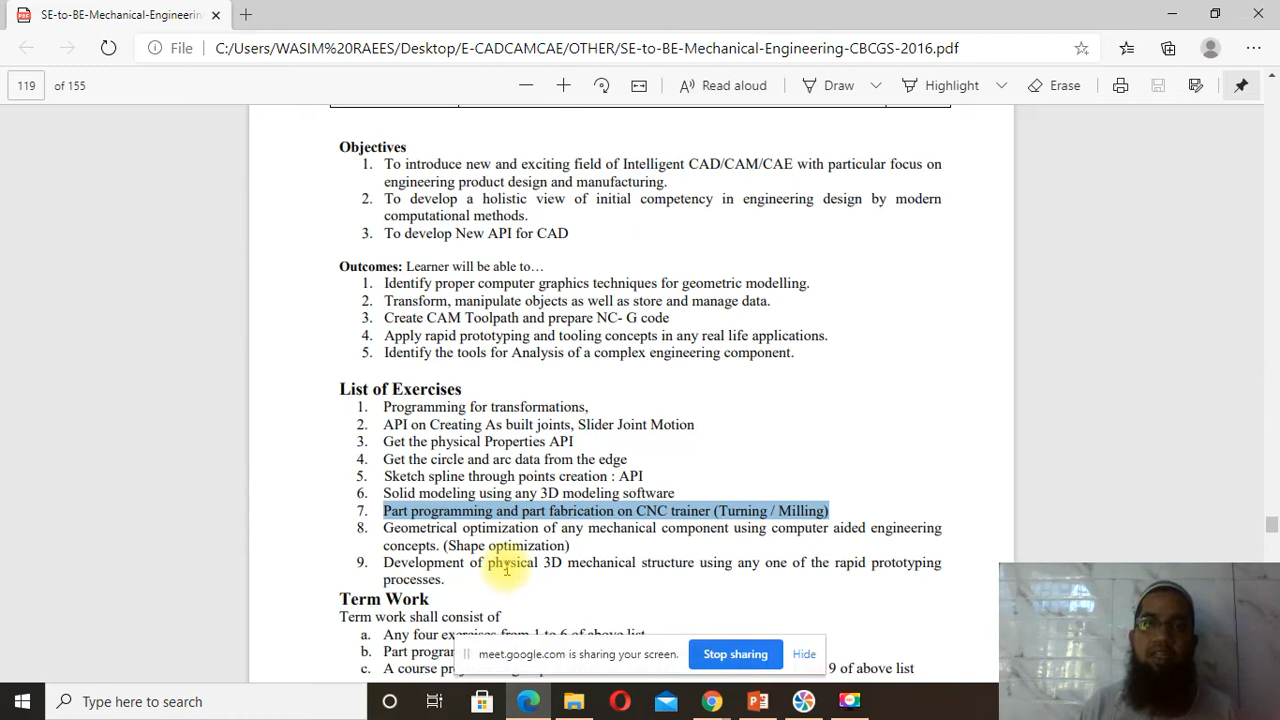 SE-to-BE-Mechanical-Engineerin
File C:/Users/WASIM%20RAEES/Desktop/E-CADCAMCAE/OTHER/SE-to-BE-Mechanical-Engineering-CBCGS-2016.pdf
119 of 155 Read aloud Draw Highlight Erase
Objectives
1. To introduce new and exciting field of Intelligent CAD/CAM/CAE with particular focus on
engineering product design and manufacturing.
2. To develop a holistic view of initial competency in engineering design by modern
computational methods.
3. To develop New API for CAD
Outcomes: Learner will be able to…
1. Identify proper computer graphics techniques for geometric modelling.
2. Transform, manipulate objects as well as store and manage data.
3. Create CAM Toolpath and prepare NC- G code
4. Apply rapid prototyping and tooling concepts in any real life applications.
5. Identify the tools for Analysis of a complex engineering component.
List of Exercises
1. Programming for transformations,
2. API on Creating As built joints, Slider Joint Motion
3. Get the physical Properties API
4. Get the circle and arc data from the edge
5. Sketch spline through points creation : API
6. Solid modeling using any 3D modeling software
7. Part programming and part fabrication on CNC trainer (Turning / Milling)
8. Geometrical optimization of any mechanical component using computer aided engineering
concepts. (Shape optimization)
9. Development of physical 3D mechanical structure using any one of the rapid prototyping
processes.
Term Work
Term work shall consist of
a. Any four exercises from 1 to 6 of above list
b. Part progra
c. A course pr 9 of above list
meet.google.com is sharing your screen. Stop sharing Hide
Type here to search